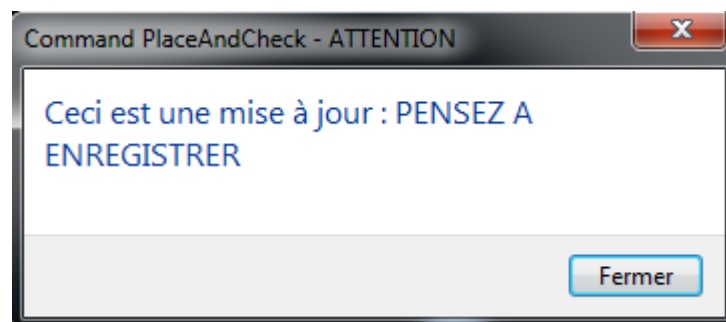 Command PlaceAndCheck - ATTENTION
Ceci est une mise à jour : PENSEZ A
ENREGISTRER
Fermer